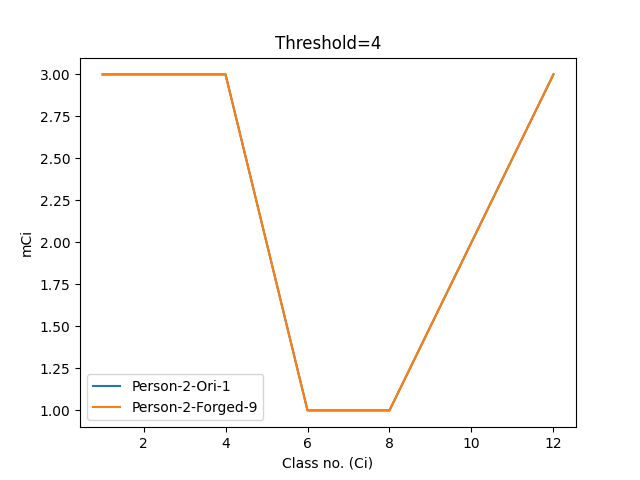 Threshold=4
3.00
2.75
2.50
2.25
2.00
1.75
1.50
1.25
1.00
mCi
Person-2-Ori-1
Person-2-Forged-9
2 4 6 8 10 12
Class no. (Ci)